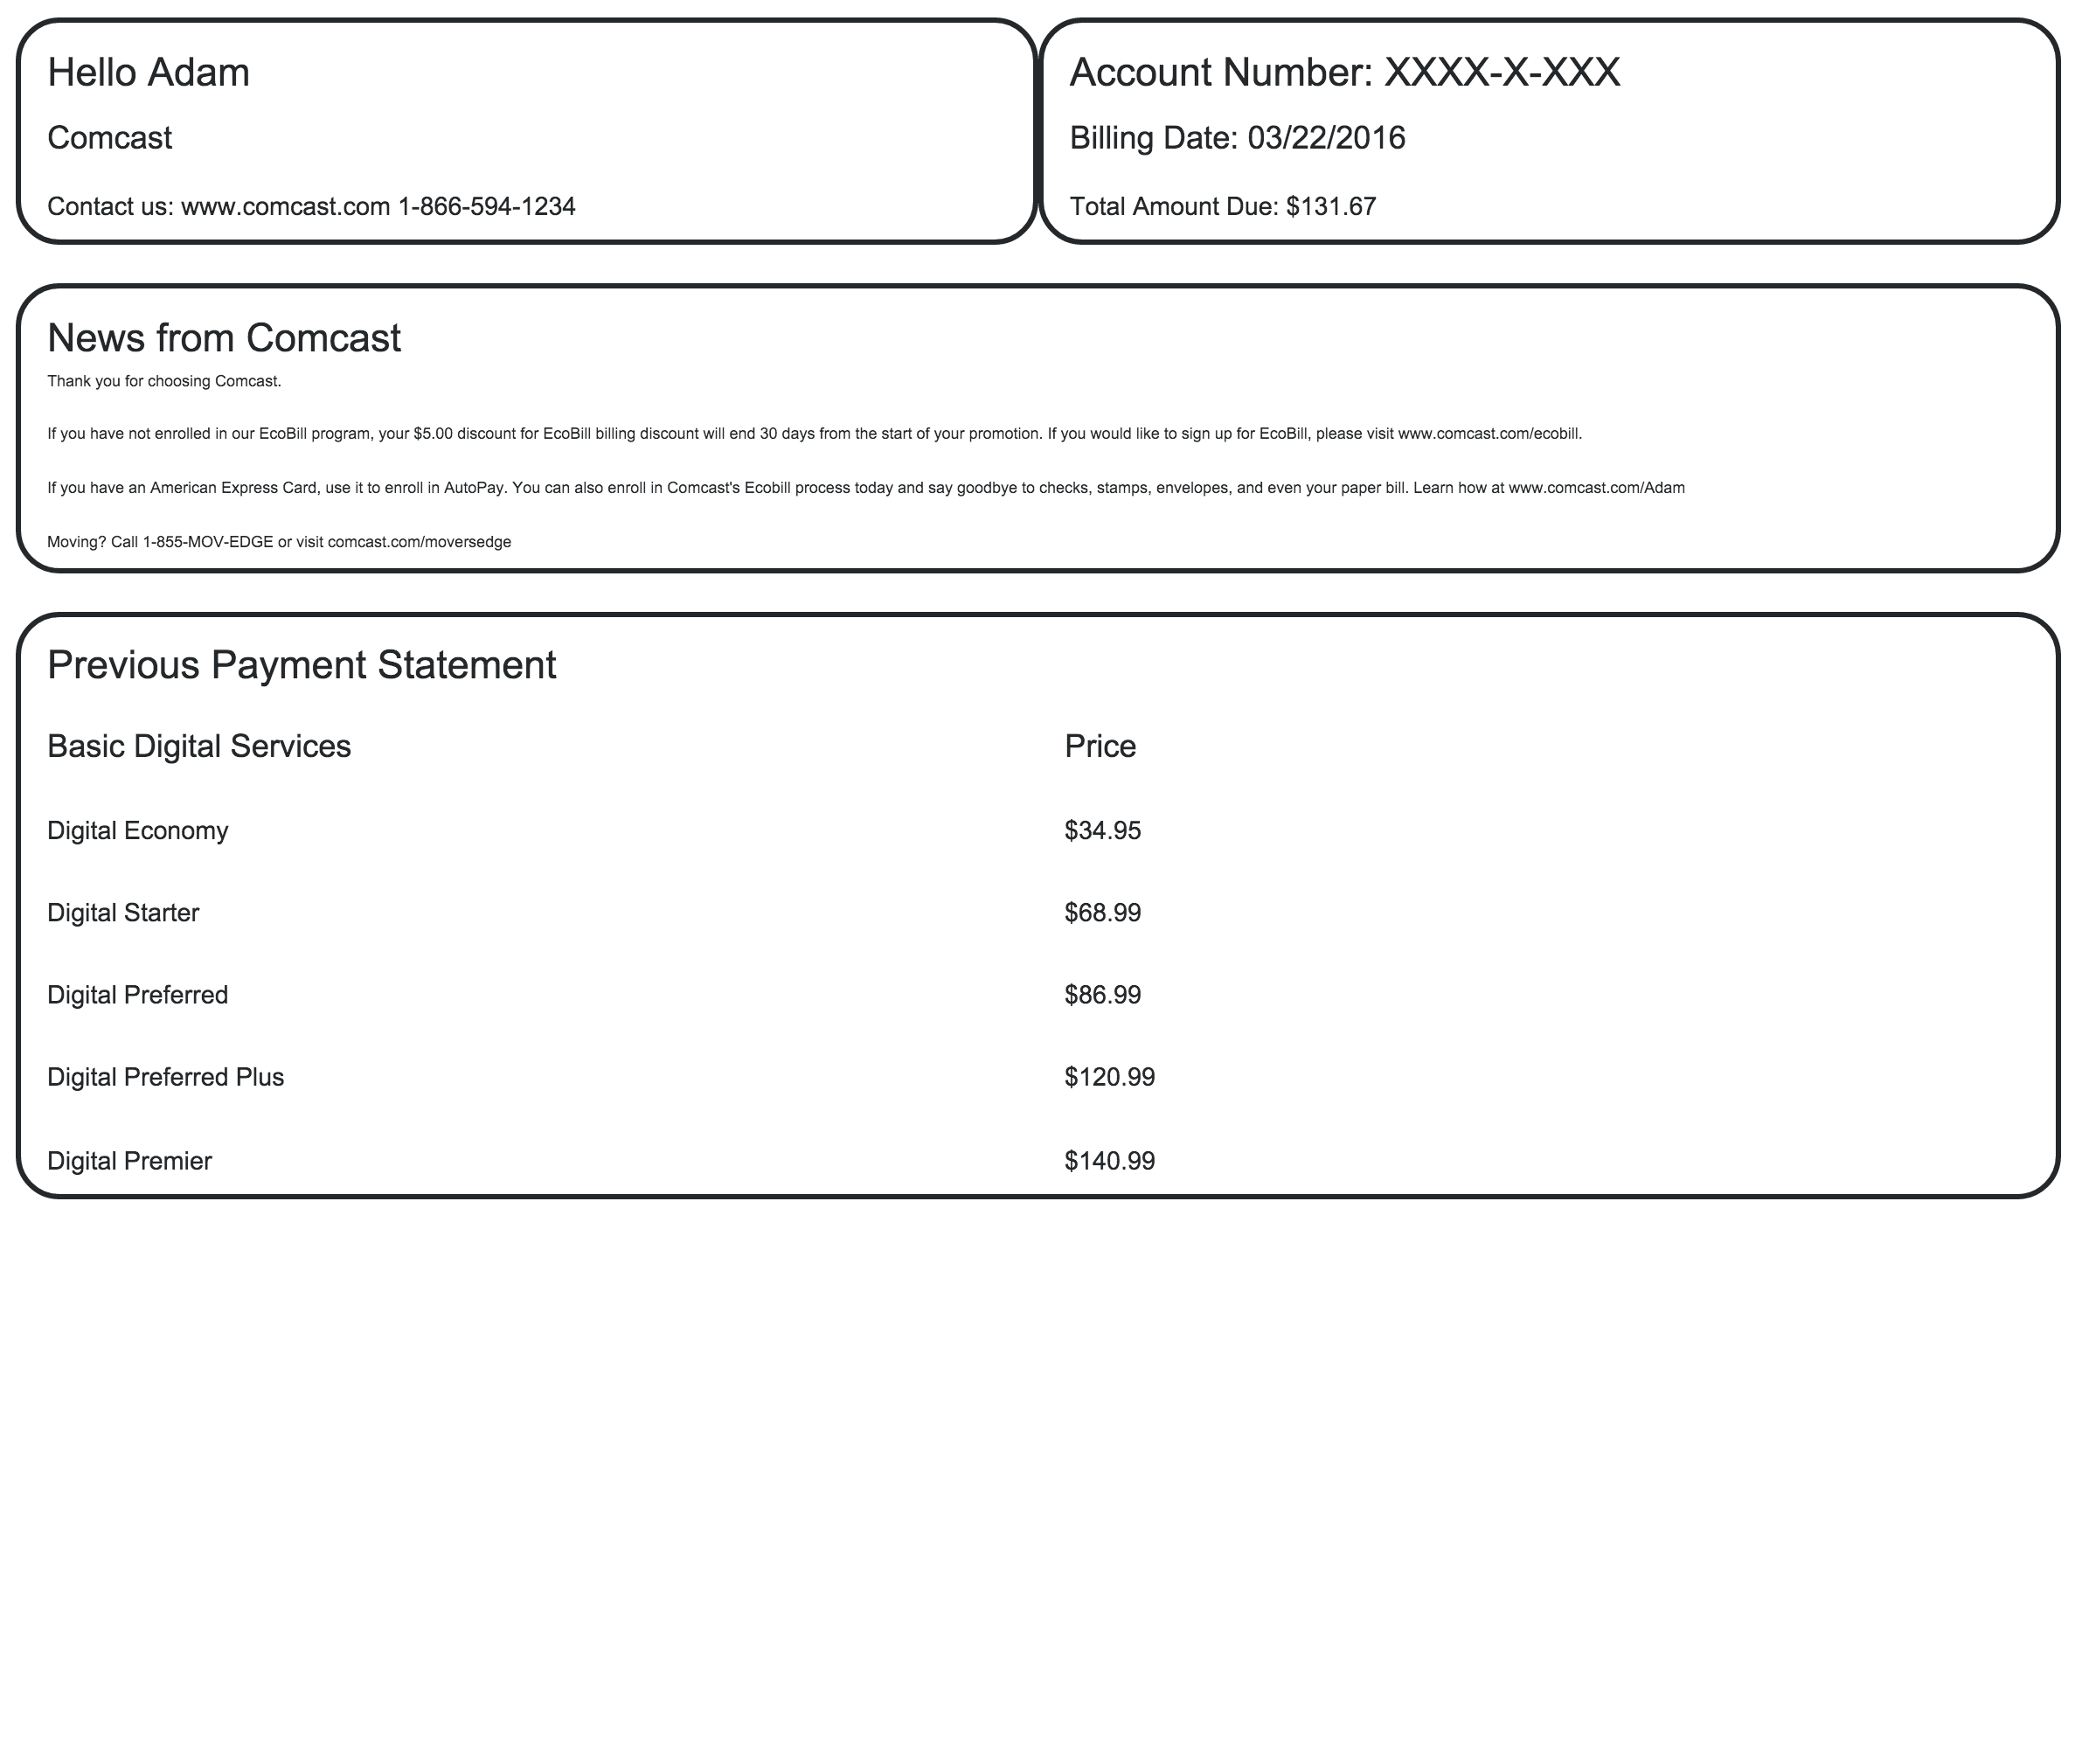 Hello Adam
Comcast
Contact us: www.comcast.com 1-866-594-1234
Account Number: XXXX-X-XXX
Billing Date: 03/22/2016
Total Amount Due: $131.67
News from Comcast
Thank you for choosing Comcast.
If you have not enrolled in our EcoBill program, your $5.00 discount for EcoBill billing discount will end 30 days from the start of your promotion. If you would like to sign up for EcoBill, please visit www.comcast.com/ecobill.
If you have an American Express Card, use it to enroll in AutoPay. You can also enroll in Comcast's Ecobill process today and say goodbye to checks, stamps, envelopes, and even your paper bill. Learn how at www.comcast.com/Adam
Moving? Call 1-855-MOV-EDGE or visit comcast.com/moversedge
Previous Payment Statement
Basic Digital Services Price
Digital Economy $34.95
Digital Starter $68.99
Digital Preferred $86.99
Digital Preferred Plus $120.99
Digital Premier $140.99